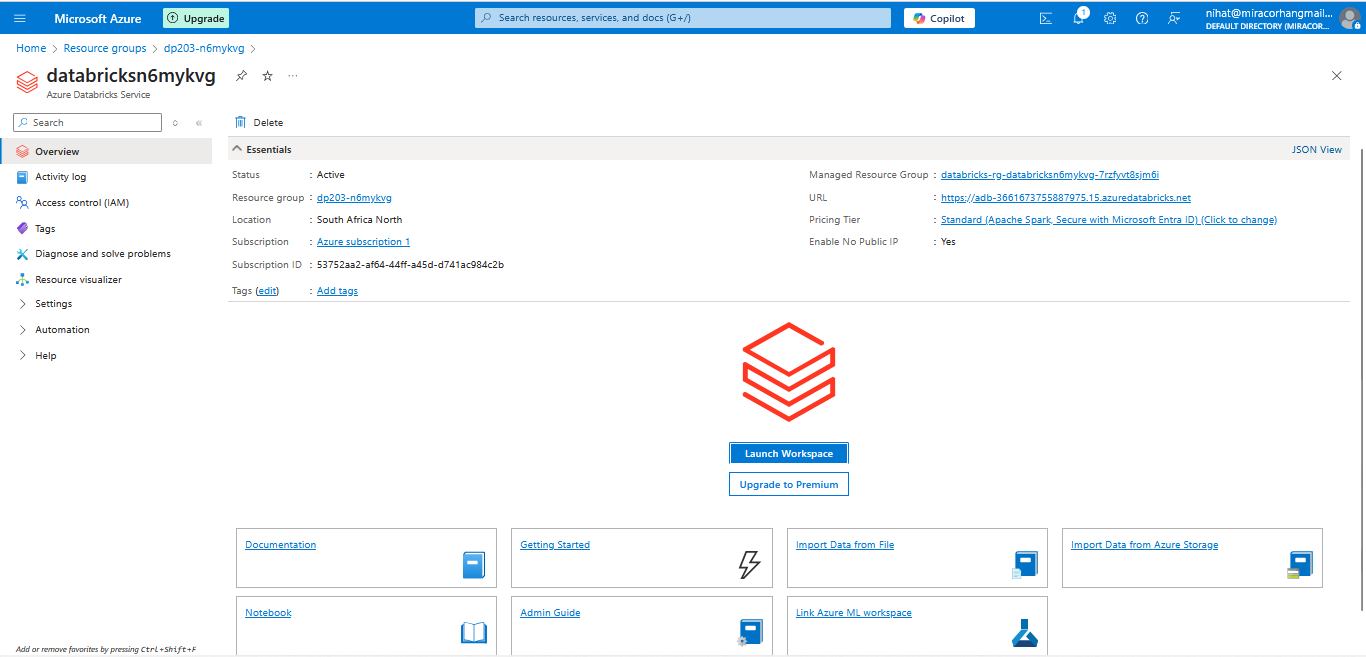 Microsoft Azure
Upgrade
Search resources, services, and docs (G+/)
Copilot
1
nihat@miracorhangmail...
DEFAULT DIRECTORY (MIRACOR...
Home > Resource groups > dp203-n6mykvg >
databricksn6mykvg
...
Azure Databricks Service
Search
Delete
Overview
Activity log
Access control (IAM)
Tags
Diagnose and solve problems
Resource visualizer
Settings
Automation
Help
Essentials
JSON View
Status : Active
Resource group : dp203-n6mykvg
Location : South Africa North
Subscription : Azure subscription 1
Subscription ID : 53752aa2-af64-44ff-a45d-d741ac984c2b
Tags (edit) : Add tags
Managed Resource Group : databricks-rg-databricksn6mykvg-7rzfyvt8sjm6i
URL : https://adb-3661673755887975.15.azuredatabricks.net
Pricing Tier : Standard (Apache Spark, Secure with Microsoft Entra ID) (Click to change)
Enable No Public IP : Yes
Launch Workspace
Upgrade to Premium
Documentation
Getting Started
Import Data from File
Import Data from Azure Storage
Notebook
Admin Guide
Link Azure ML workspace
Add or remove favorites by pressing Ctrl+Shift+F